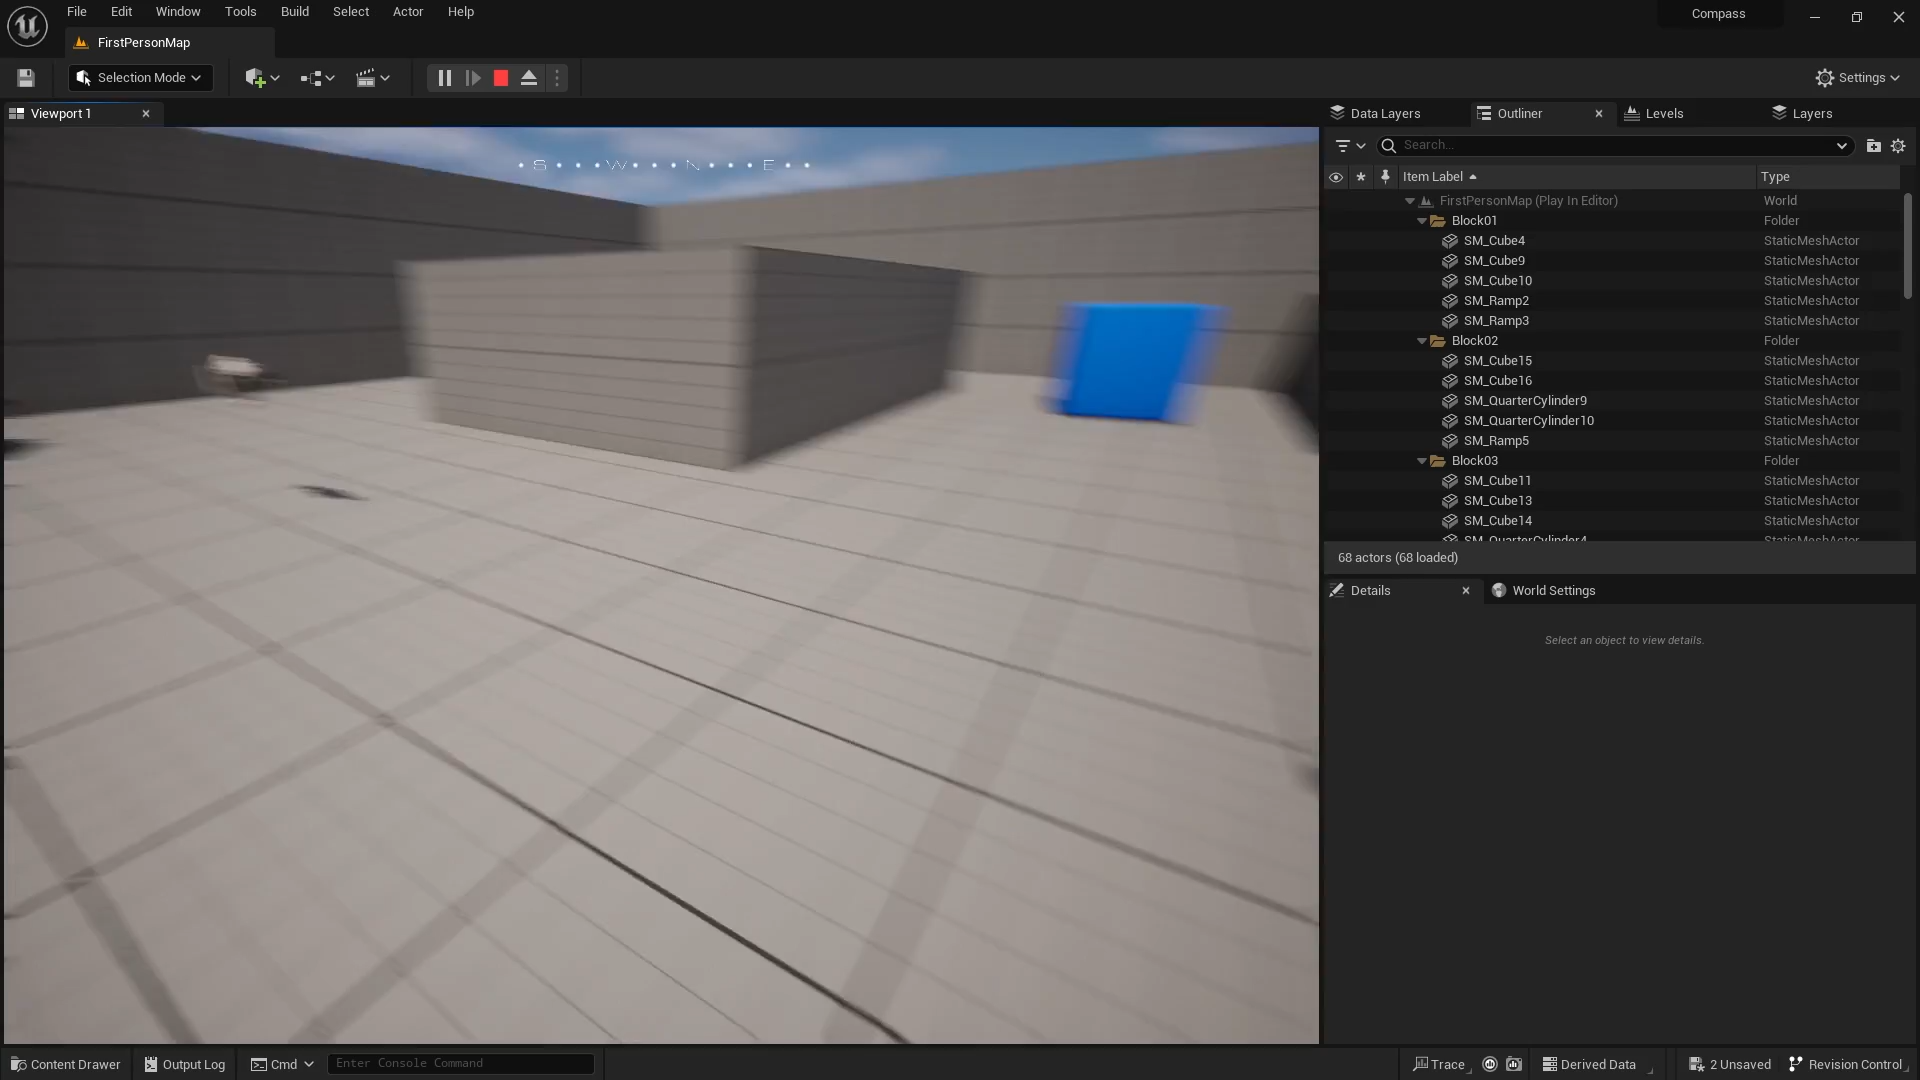 File Edit Window Tools Build Select Actor Help
Compass
FirstPersonMap
Selection Mode
Settings
Viewport 1
Data Layers
Outliner
Levels
Layers
S W N E
Search...
Item Label Type
FirstPersonMap (Play In Editor) World
Block01 Folder
SM_Cube4 StaticMeshActor
SM_Cube9 StaticMeshActor
SM_Cube10 StaticMeshActor
SM_Ramp2 StaticMeshActor
SM_Ramp3 StaticMeshActor
Block02 Folder
SM_Cube15 StaticMeshActor
SM_Cube16 StaticMeshActor
SM_QuarterCylinder9 StaticMeshActor
SM_QuarterCylinder10 StaticMeshActor
SM_Ramp5 StaticMeshActor
Block03 Folder
SM_Cube11 StaticMeshActor
SM_Cube13 StaticMeshActor
SM_Cube14 StaticMeshActor
SM_QuarterCylinder4 StaticMeshActor
68 actors (68 loaded)
Details
World Settings
Select an object to view details.
Content Drawer
Output Log
Cmd
Enter Console Command
Trace
Derived Data
2 Unsaved
Revision Control